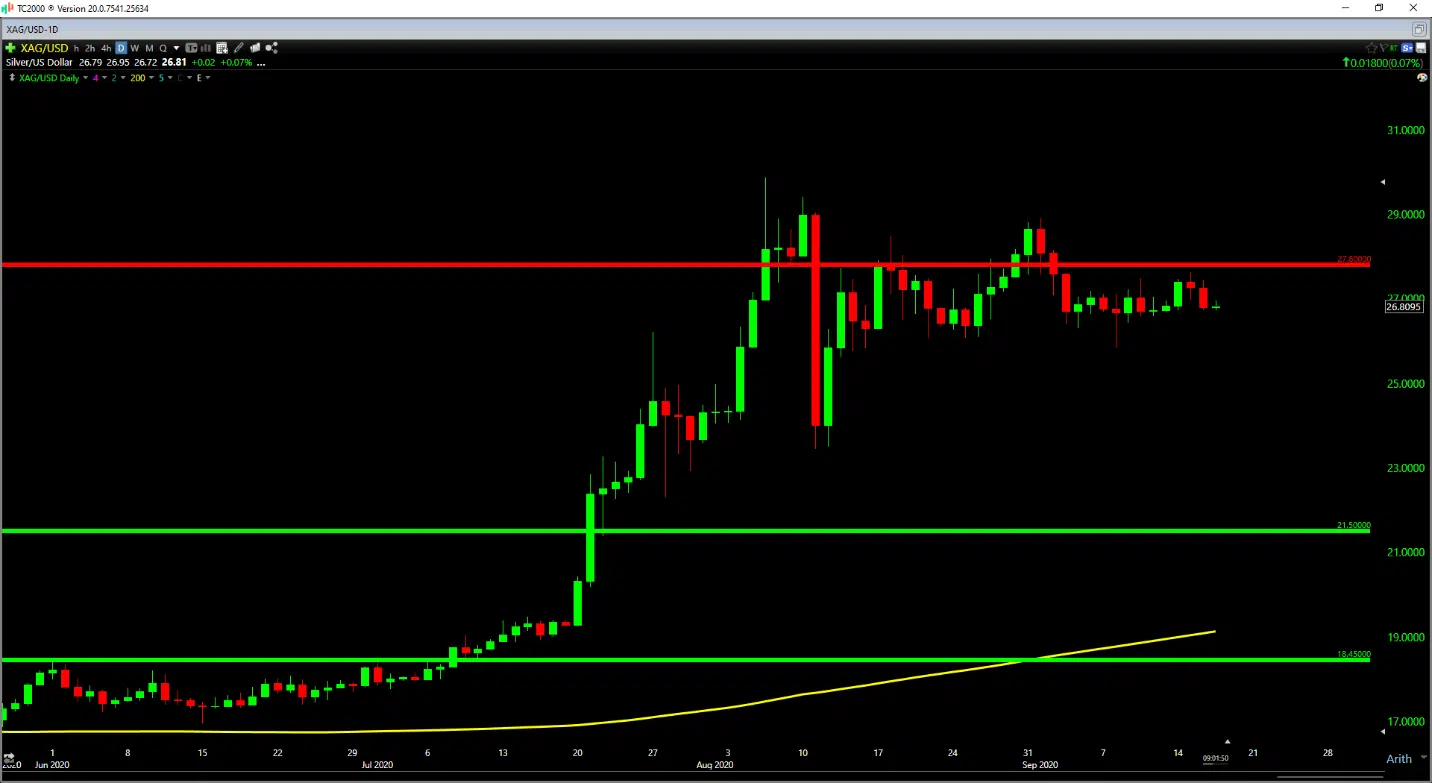 TC2000 ® Version 20.0.7541.25634
XAG/USD-1D
XAG/USD h 2h 4h D W M Q
RT
Silver/US Dollar 26.79 26.95 26.72 26.81 +0.02 +0.07% ...
0.01800(0.07%)
XAG/USD Daily 4 2 200 5 C E
31.0000
29.0000
27.80000
27.0000
26.8095
25.0000
23.0000
21.50000
21.0000
19.0000
18.45000
17.0000
1 8 15 22 29 6 13 20 27 3 10 17 24 31 7 14 21 28
Jun 2020 Jul 2020 Aug 2020 Sep 2020
09:01:50
Arith